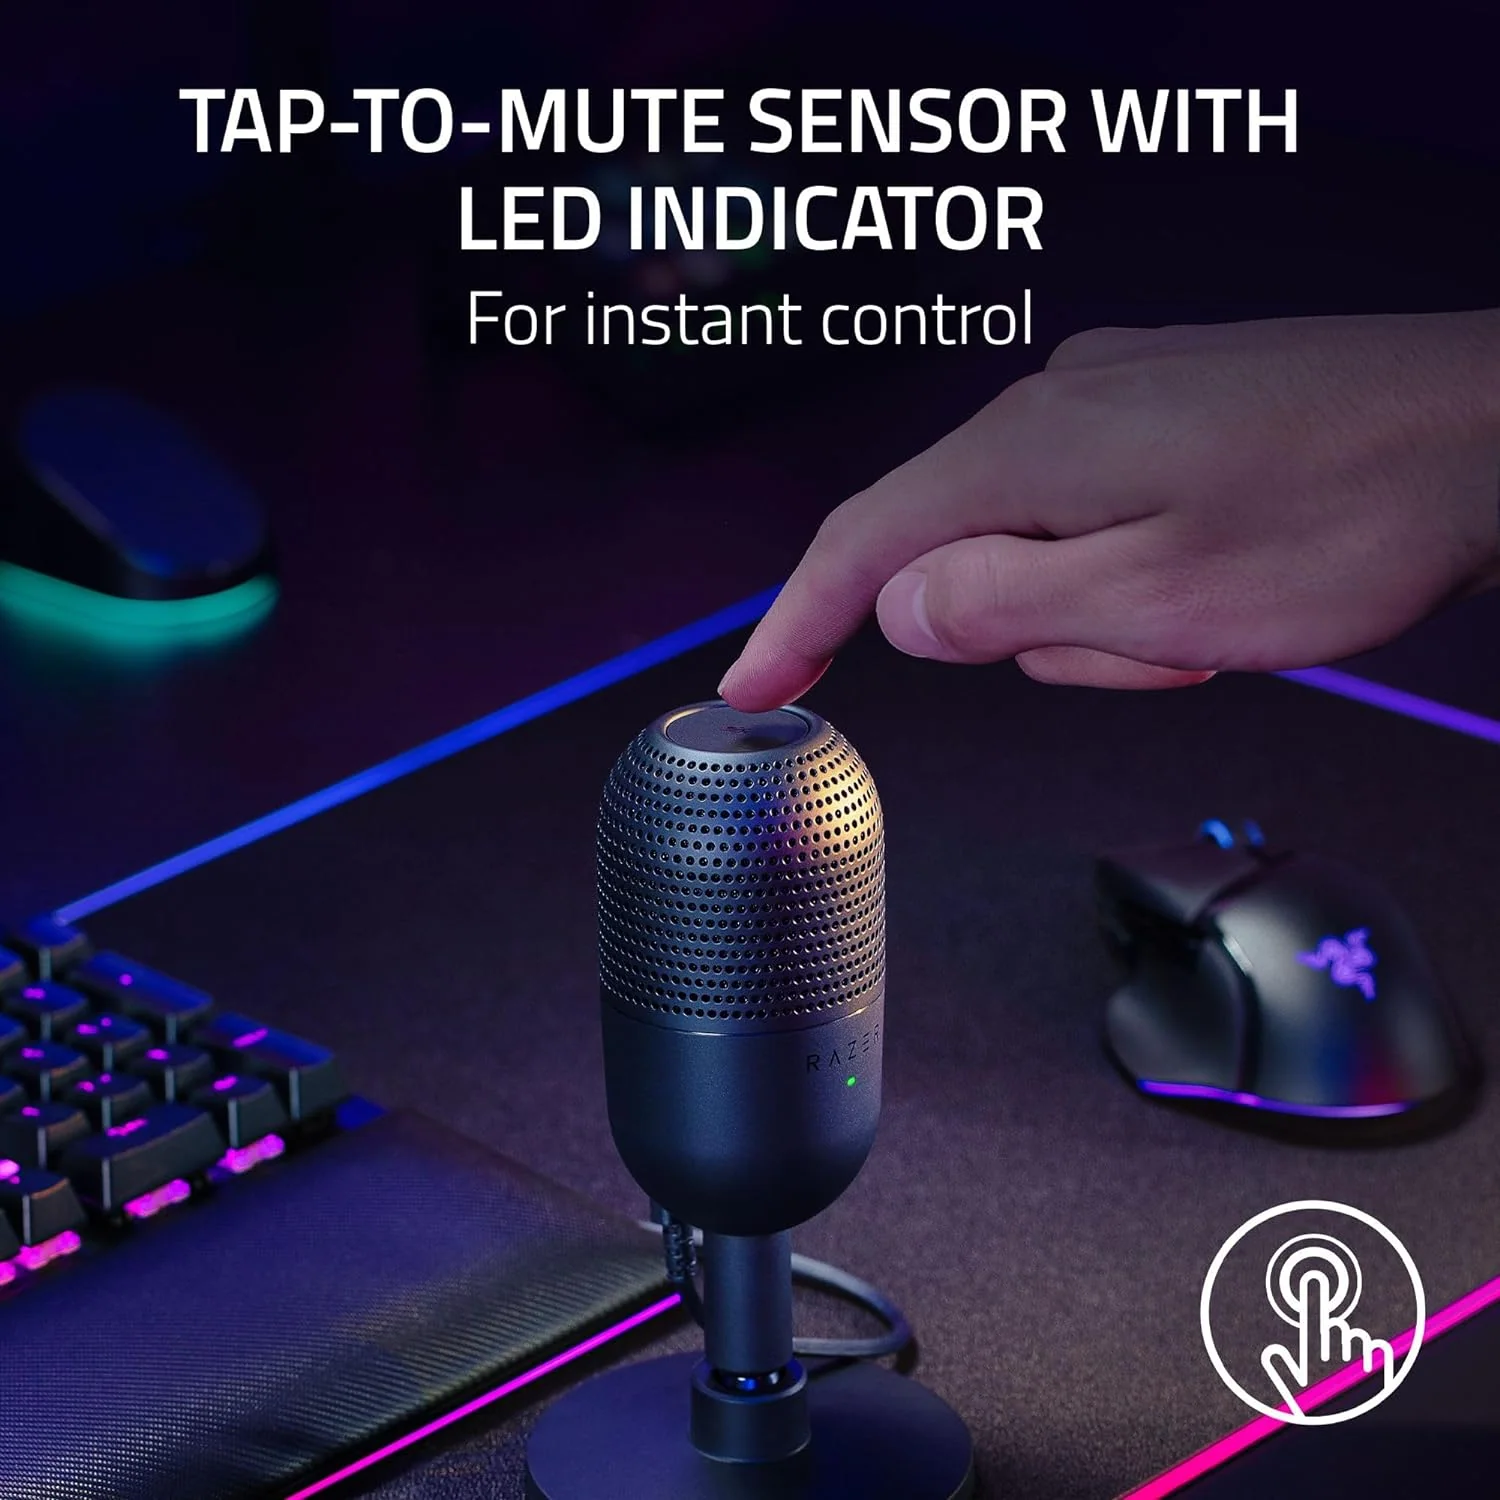 TAP-TO-MUTE SENSOR WITH
LED INDICATOR
For instant control
RAZER